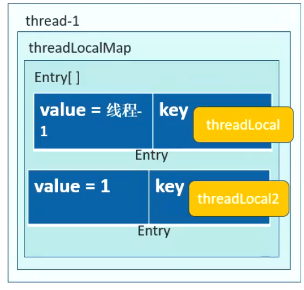 thread-1
threadLocalMap
Entry[ ]
value = 线程-
1
key
threadLocal
Entry
value = 1
key
threadLocal2
Entry